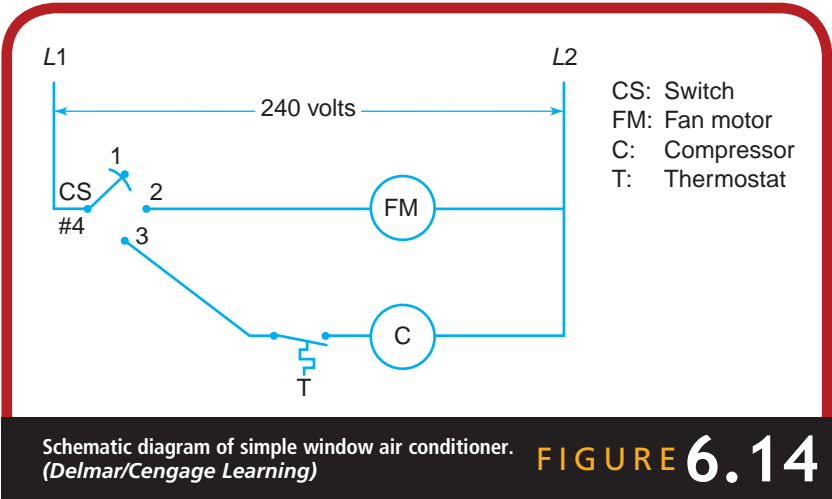 L1 L2
240 volts
CS: Switch
FM: Fan motor
C: Compressor
T: Thermostat
1
CS 2
#4
3
FM
C
T
Schematic diagram of simple window air conditioner.
(Delmar/Cengage Learning)
FIGURE 6.14